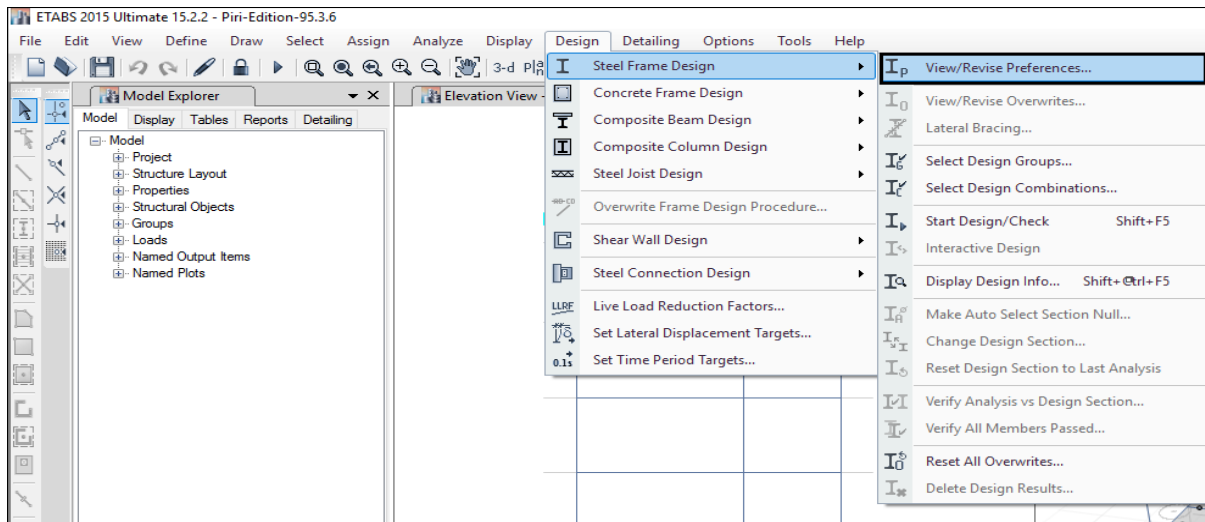 ETABS 2015 Ultimate 15.2.2 - Piri-Edition-95.3.6
File Edit View Define Draw Select Assign Analyze Display Design Detailing Options Tools Help
3-d Pla
Model Explorer
Elevation View -
Model Display Tables Reports Detailing
Model
Project
Structure Layout
Properties
Structural Objects
Groups
Loads
Named Output Items
Named Plots
Steel Frame Design
Concrete Frame Design
Composite Beam Design
Composite Column Design
Steel Joist Design
Overwrite Frame Design Procedure...
Shear Wall Design
Steel Connection Design
LLRF Live Load Reduction Factors...
Set Lateral Displacement Targets...
0.1s Set Time Period Targets...
View/Revise Preferences...
View/Revise Overwrites...
Lateral Bracing...
Select Design Groups...
Select Design Combinations...
Start Design/Check Shift+F5
Interactive Design
Display Design Info... Shift+Ctrl+F5
Make Auto Select Section Null...
Change Design Section...
Reset Design Section to Last Analysis
Verify Analysis vs Design Section...
Verify All Members Passed...
Reset All Overwrites...
Delete Design Results...